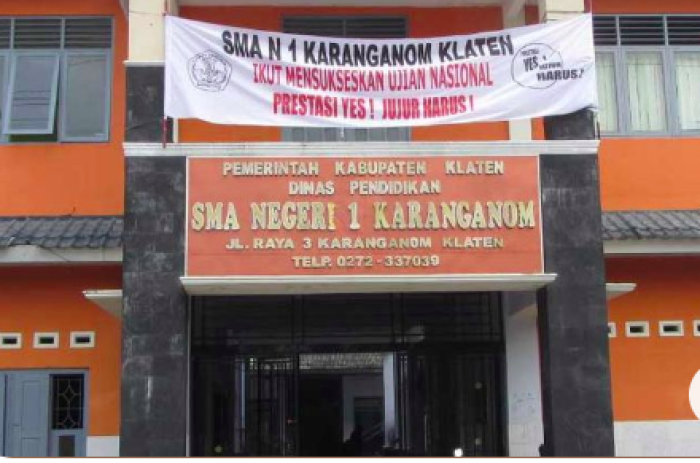 SMA N 1 KARANGANOM KLATEN
IKUT MENSUKSESKAN UJIAN NASIONAL
PRESTASI YES! JUJUR HARUS!
YES
HARUS!
PEMERINTAH KABUPATEN KLATEN
DINAS PENDIDIKAN
SMA NEGERI 1 KARANGANOM
JL. RAYA 3 KARANGANOM KLATEN
TELP. 0272-337039